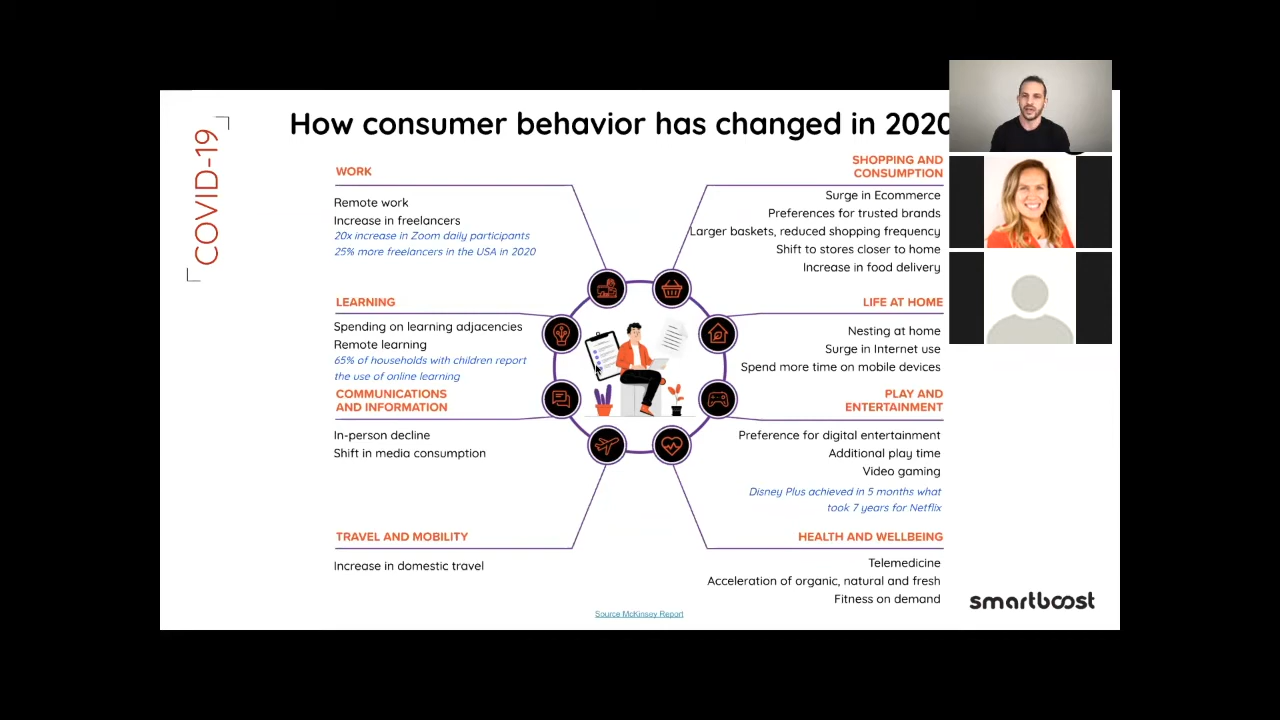 COVID-19
How consumer behavior has changed in 2020
WORK
Remote work
Increase in freelancers
20x increase in Zoom daily participants
25% more freelancers in the USA in 2020
LEARNING
Spending on learning adjacencies
Remote learning
65% of households with children report
the use of online learning
COMMUNICATIONS
AND INFORMATION
In-person decline
Shift in media consumption
TRAVEL AND MOBILITY
Increase in domestic travel
SHOPPING AND
CONSUMPTION
Surge in Ecommerce
Preferences for trusted brands
Larger baskets, reduced shopping frequency
Shift to stores closer to home
Increase in food delivery
LIFE AT HOME
Nesting at home
Surge in Internet use
Spend more time on mobile devices
PLAY AND
ENTERTAINMENT
Preference for digital entertainment
Additional play time
Video gaming
Disney Plus achieved in 5 months what
took 7 years for Netflix
HEALTH AND WELLBEING
Telemedicine
Acceleration of organic, natural and fresh
Fitness on demand
Source McKinsey Report
smartboost